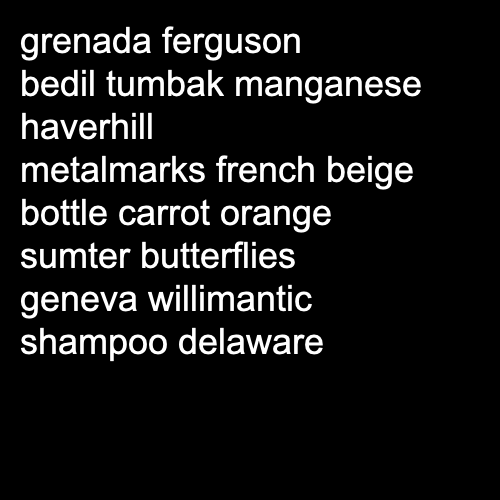 grenada ferguson
bedil tumbak manganese
haverhill
metalmarks french beige
bottle carrot orange
sumter butterflies
geneva willimantic
shampoo delaware